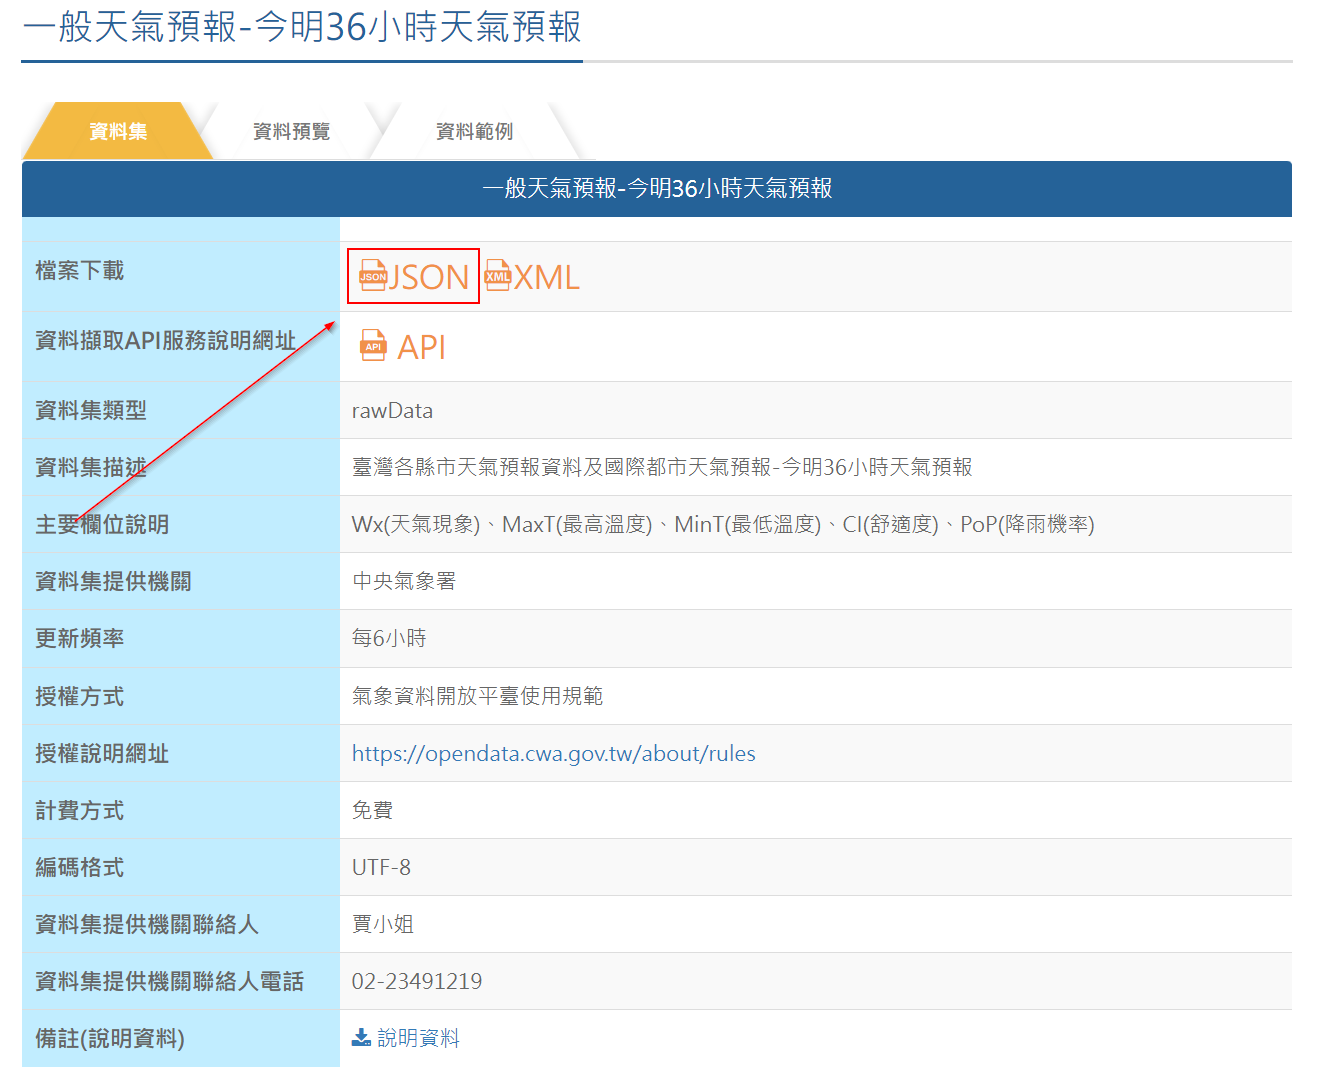 一般天氣預報-今明36小時天氣預報
資料集 資料預覽 資料範例
一般天氣預報-今明36小時天氣預報
檔案下載 JSON JSON XML XML
資料擷取API服務說明網址 API API
資料集類型 rawData
資料集描述 臺灣各縣市天氣預報資料及國際都市天氣預報-今明36小時天氣預報
主要欄位說明 Wx(天氣現象)、MaxT(最高溫度)、MinT(最低溫度)、CI(舒適度)、PoP(降雨機率)
資料集提供機關 中央氣象署
更新頻率 每6小時
授權方式 氣象資料開放平臺使用規範
授權說明網址 https://opendata.cwa.gov.tw/about/rules
計費方式 免費
編碼格式 UTF-8
資料集提供機關聯絡人 賈小姐
資料集提供機關聯絡人電話 02-23491219
備註(說明資料) 說明資料